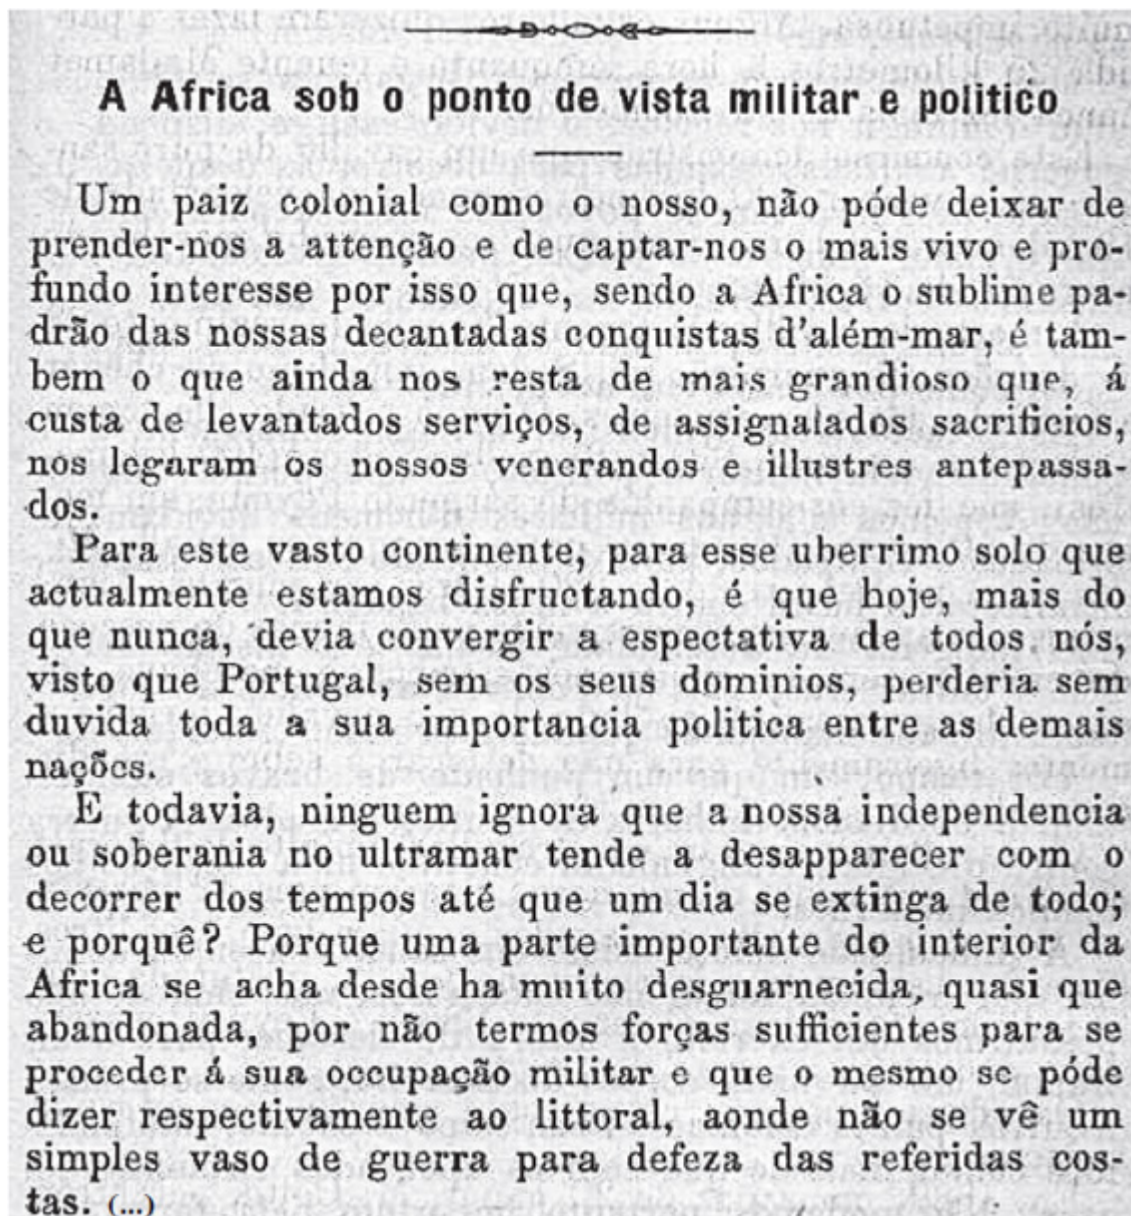 A Africa sob o ponto de vista militar e politico
Um paiz colonial como o nosso, não póde deixar de
prender-nos a attenção e de captar-nos o mais vivo e pro-
fundo interesse por isso que, sendo a Africa o sublime pa-
drão das nossas decantadas conquistas d'além-mar, é tam-
bem o que ainda nos resta de mais grandioso que, á
custa de levantados serviços, de assignalados sacrificios,
nos legaram os nossos venerandos e illustres antepassa-
dos.
Para este vasto continente, para esse uberrimo solo que
actualmente estamos disfructando, é que hoje, mais do
que nunca, devia convergir a espectativa de todos nós,
visto que Portugal, sem os seus dominios, perderia sem
duvida toda a sua importancia politica entre as demais
nações.
E todavia, ninguem ignora que a nossa independencia
ou soberania no ultramar tende a desapparecer com o
decorrer dos tempos até que um dia se extinga de todo;
e porquê? Porque uma parte importante do interior da
Africa se acha desde ha muito desguarnecida, quasi que
abandonada, por não termos forças sufficientes para se
proceder á sua occupação militar e que o mesmo se póde
dizer respectivamente ao littoral, aonde não se vê um
simples vaso de guerra para defeza das referidas cos-
tas. (...)